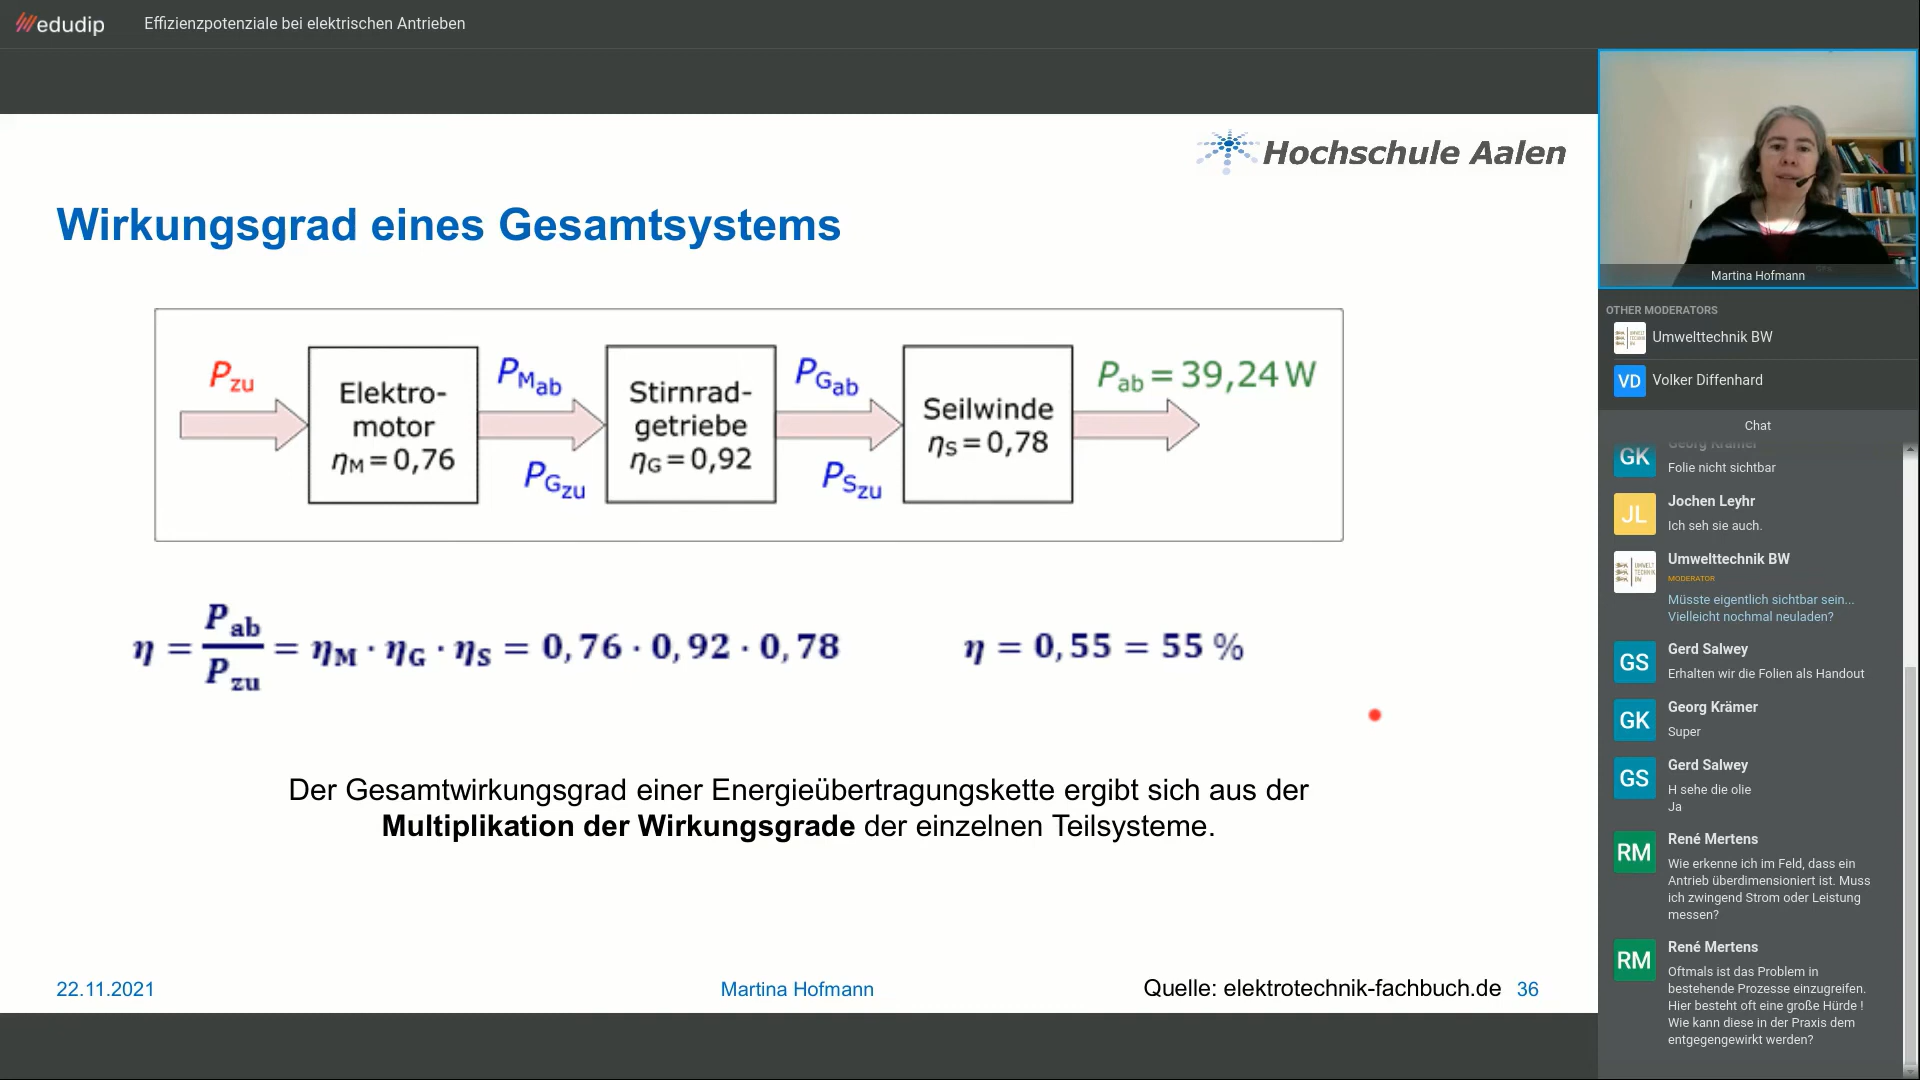 edudip
Effizienzpotenziale bei elektrischen Antrieben
Hochschule Aalen
Wirkungsgrad eines Gesamtsystems
Pzu
Elektro-
motor
ηM = 0,76
PMab
PGzu
Stirnrad-
getriebe
ηG = 0,92
PGab
PSzu
Seilwinde
ηS = 0,78
Pab = 39,24 W
η = Pab/Pzu = ηM · ηG · ηS = 0,76 · 0,92 · 0,78
η = 0,55 = 55 %
Der Gesamtwirkungsgrad einer Energieübertragungskette ergibt sich aus der
Multiplikation der Wirkungsgrade der einzelnen Teilsysteme.
22.11.2021
Martina Hofmann
Quelle: elektrotechnik-fachbuch.de
36
Martina Hofmann
OTHER MODERATORS
Umwelttechnik BW
VD
Volker Diffenhard
Chat
Georg Krämer
GK
Folie nicht sichtbar
JL
Jochen Leyhr
Ich seh sie auch.
Umwelttechnik BW
MODERATOR
Müsste eigentlich sichtbar sein...
Vielleicht nochmal neuladen?
GS
Gerd Salwey
Erhalten wir die Folien als Handout
GK
Georg Krämer
Super
GS
Gerd Salwey
H sehe die olie
Ja
RM
René Mertens
Wie erkenne ich im Feld, dass ein
Antrieb überdimensioniert ist. Muss
ich zwingend Strom oder Leistung
messen?
RM
René Mertens
Oftmals ist das Problem in
bestehende Prozesse einzugreifen.
Hier besteht oft eine große Hürde !
Wie kann diese in der Praxis dem
entgegengewirkt werden?